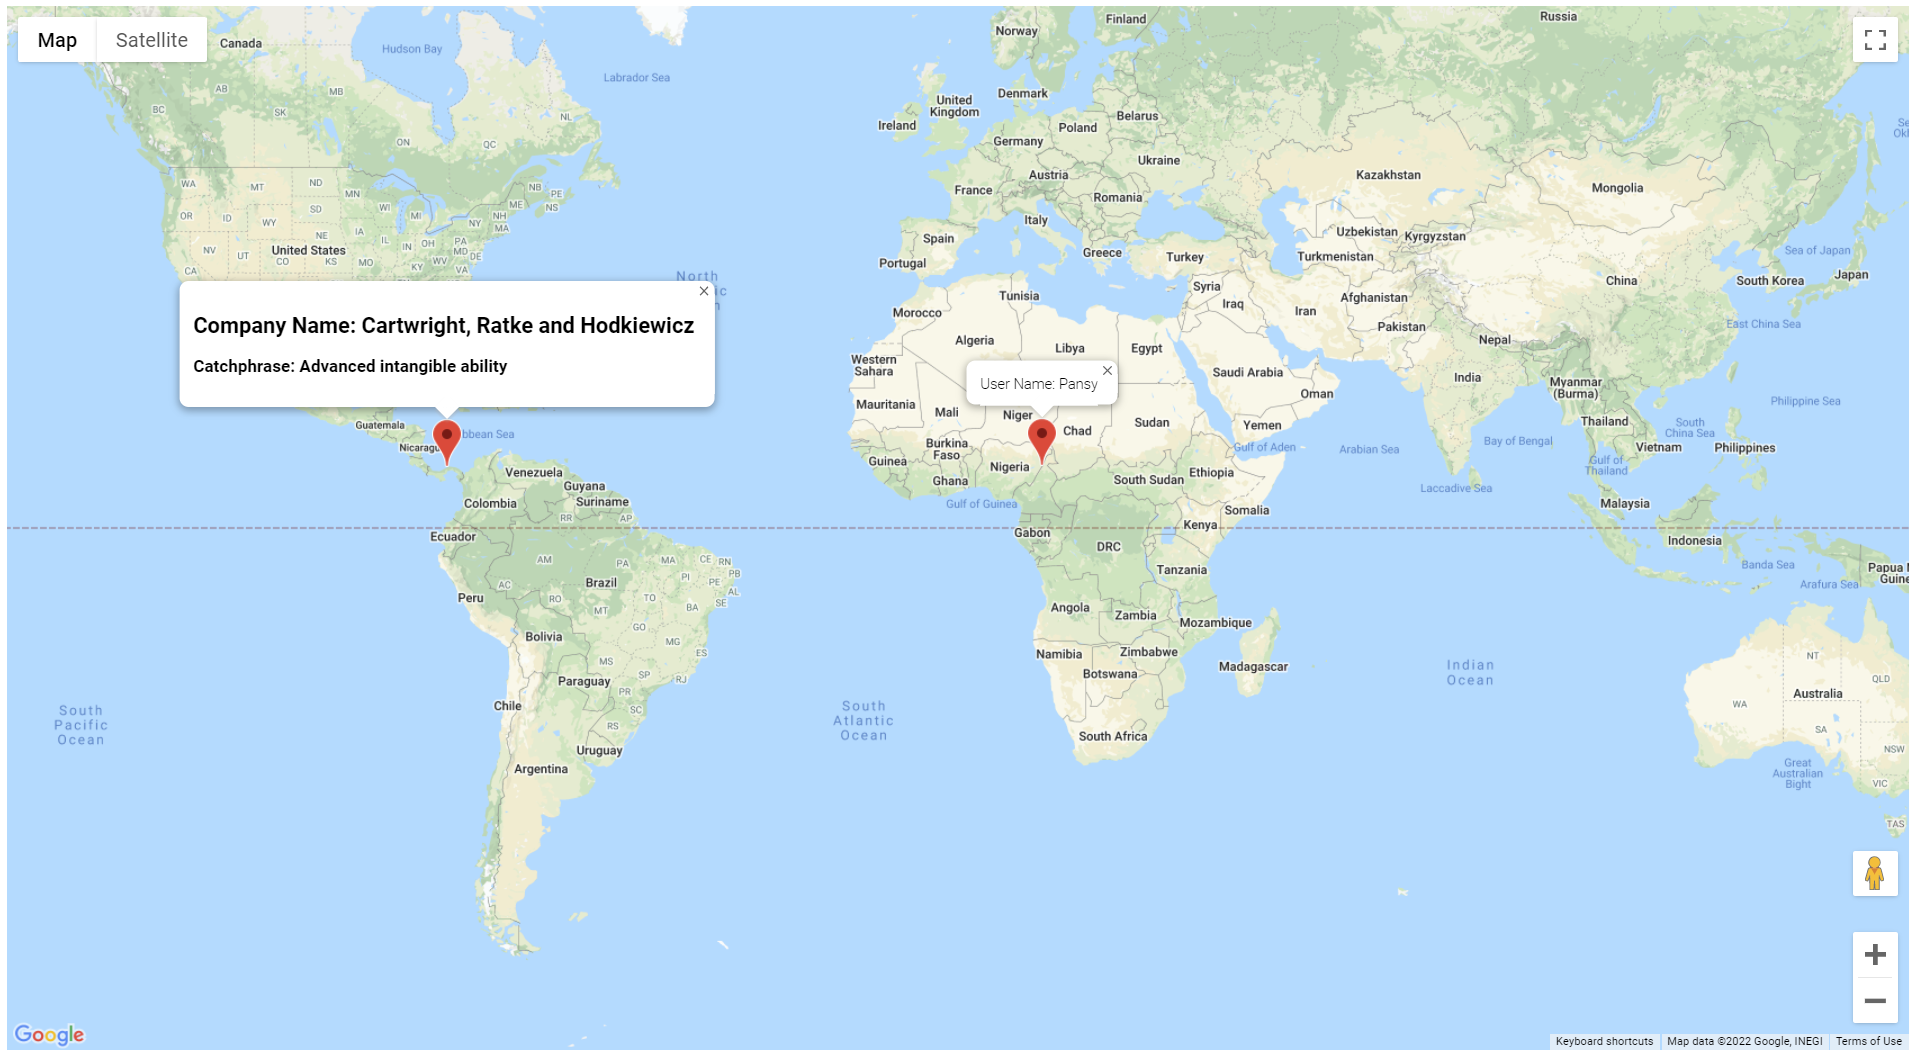 Map
Satellite
Canada
Hudson Bay
Labrador Sea
Norway
Finland
Russia
AB
MB
BC
SK
NL
ON
QC
Denmark
United
Kingdom
Ireland
Belarus
Poland
Germany
Ukraine
Austria
France
Romania
Italy
Kazakhstan
Mongolia
WA
MT
ND
MN
NB
PE
NS
OR
ID
SD
WI
MI
ME
NH
NY
MA
WY
NE
IA
NV
UT
United States
IL
IN
OH
PA
MD
DE
CO
KS
MO
KY
WV
VA
CA
Spain
Portugal
Greece
Turkey
Uzbekistan
Kyrgyzstan
Turkmenistan
Sea of Japan
China
South Korea
Japan
North
Company Name: Cartwright, Ratke and Hodkiewicz
Catchphrase: Advanced intangible ability
Tunisia
Morocco
Syria
Iraq
Iran
Afghanistan
Pakistan
East China Sea
Algeria
Libya
Egypt
Nepal
Western
Sahara
User Name: Pansy
Saudi Arabia
India
Oman
Myanmar
(Burma)
Philippine Sea
Mauritania
Mali
Niger
Chad
Sudan
Yemen
Thailand
South
China Sea
Guatemala
Nicaragu
bbean Sea
Burkina
Faso
Gulf of Aden
Arabian Sea
Bay of Bengal
Vietnam
Philippines
Venezuela
Guyana
Suriname
Colombia
Guinea
Ghana
Nigeria
Ethiopia
South Sudan
Gulf of
Thailand
Laccadive Sea
Malaysia
RR
AP
Gulf of Guinea
Somalia
Kenya
Ecuador
Gabon
DRC
Indonesia
AM
PA
MA
CE
RN
PB
PE
AL
SE
PI
Tanzania
Banda Sea
Papua N
Guine
Arafura Sea
AC
Brazil
TO
BA
RO
MT
Peru
Angola
Zambia
Mozambique
Bolivia
GO
MG
ES
MS
SP
RJ
Namibia
Zimbabwe
Botswana
Madagascar
Indian
Ocean
NT
QLD
Australia
WA
SA
NSW
Paraguay
PR
SC
RS
Chile
South
Pacific
Ocean
South
Atlantic
Ocean
South Africa
Uruguay
Argentina
Great
Australian
Bight
VIC
TAS
Google
Keyboard shortcuts
Map data ©2022 Google, INEGI
Terms of Use